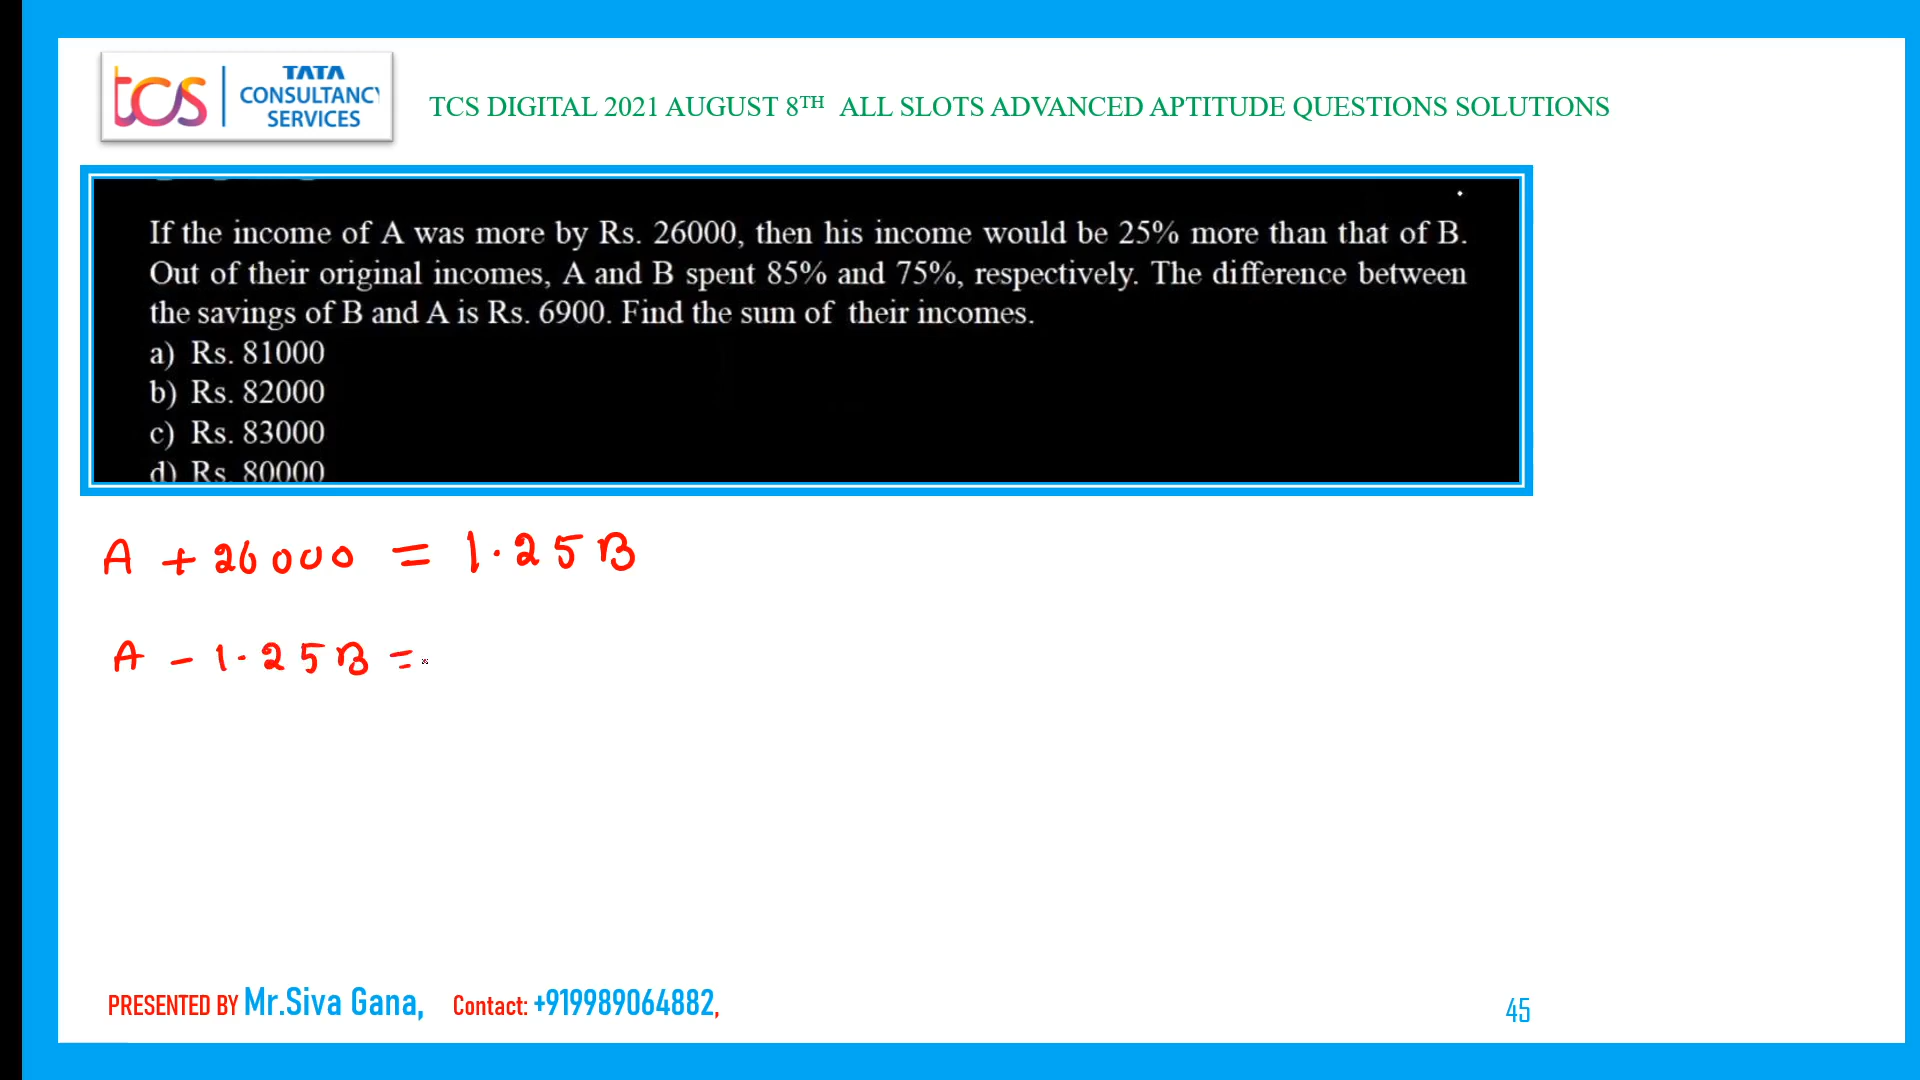 tcs TATA CONSULTANCY SERVICES
TCS DIGITAL 2021 AUGUST 8TH ALL SLOTS ADVANCED APTITUDE QUESTIONS SOLUTIONS
If the income of A was more by Rs. 26000, then his income would be 25% more than that of B.
Out of their original incomes, A and B spent 85% and 75%, respectively. The difference between
the savings of B and A is Rs. 6900. Find the sum of their incomes.
a) Rs. 81000
b) Rs. 82000
c) Rs. 83000
d) Rs. 80000
A + 26000 = 1.25B
A - 1.25B =
PRESENTED BY Mr.Siva Gana, Contact: +919989064882,
45